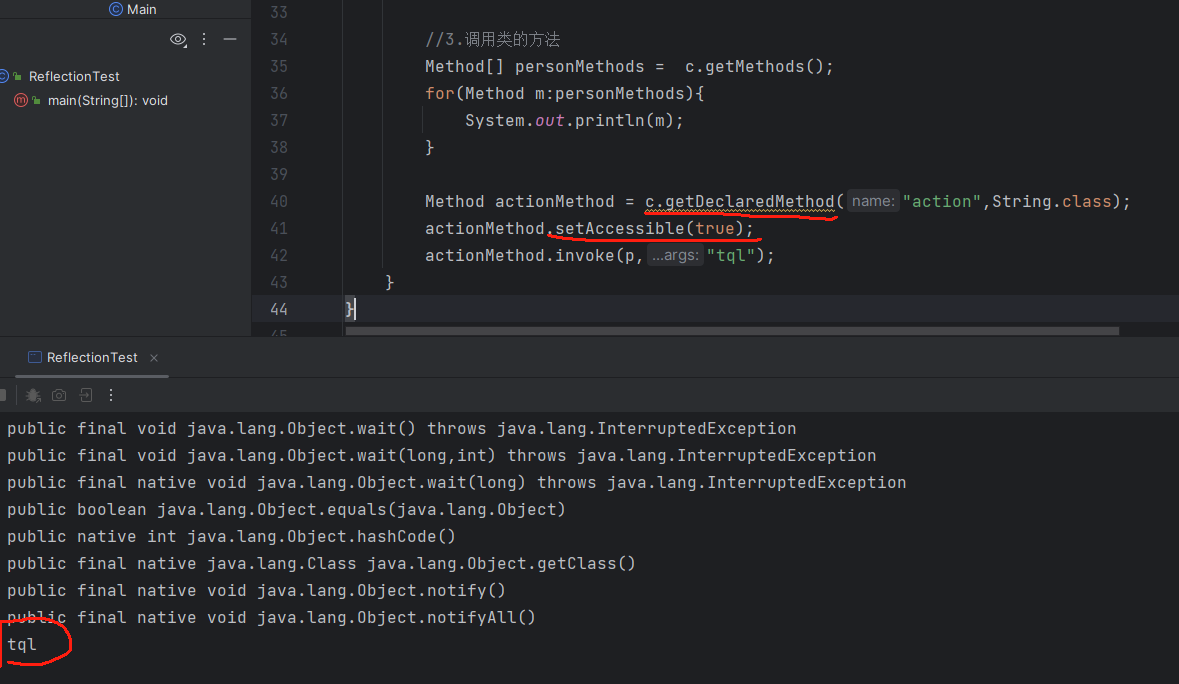 Main
ReflectionTest
main(String[]): void
33
34 //3.调用类的方法
35 Method[] personMethods =  c.getMethods();
36 for(Method m:personMethods){
37 System.out.println(m);
38 }
39
40 Method actionMethod = c.getDeclaredMethod( name: "action",String.class);
41 actionMethod.setAccessible(true);
42 actionMethod.invoke(p, ...args: "tql");
43 }
44 }
45
ReflectionTest ×
public final void java.lang.Object.wait() throws java.lang.InterruptedException
public final void java.lang.Object.wait(long,int) throws java.lang.InterruptedException
public final native void java.lang.Object.wait(long) throws java.lang.InterruptedException
public boolean java.lang.Object.equals(java.lang.Object)
public native int java.lang.Object.hashCode()
public final native java.lang.Class java.lang.Object.getClass()
public final native void java.lang.Object.notify()
public final native void java.lang.Object.notifyAll()
tql